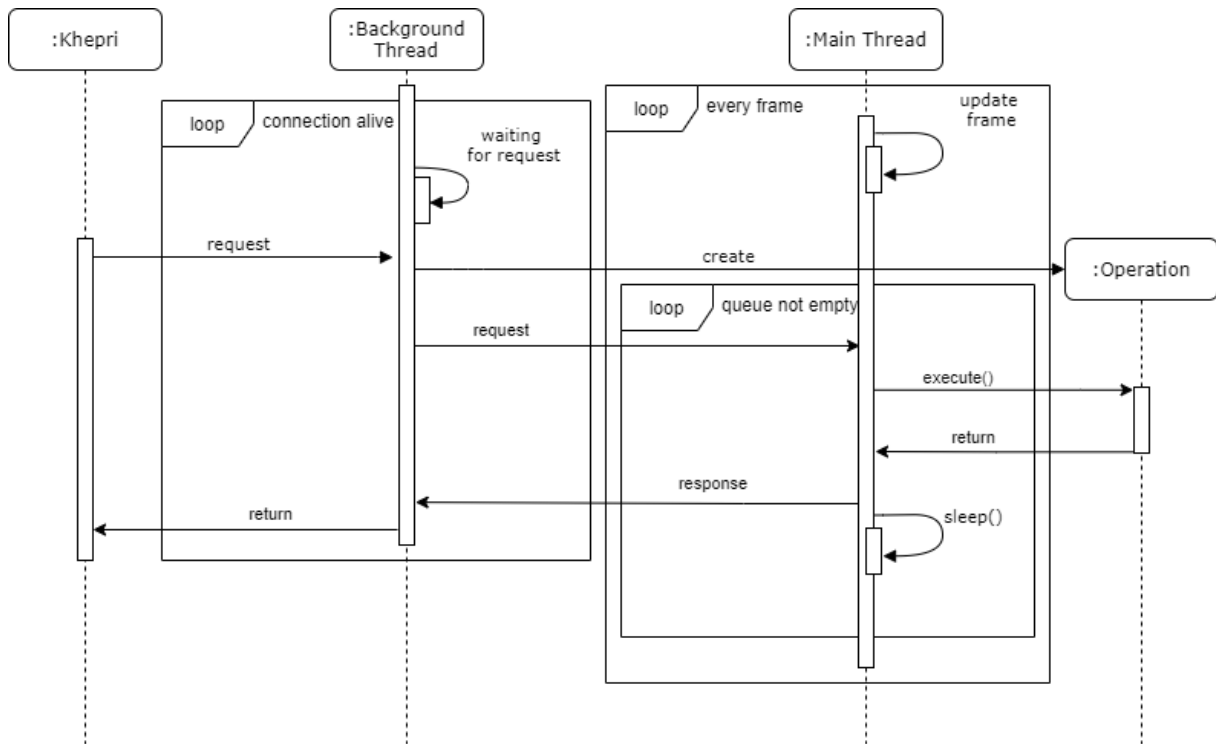 :Khepri
:Background
Thread
:Main Thread
loop
connection alive
loop
every frame
update
frame
waiting
for request
request
create
:Operation
loop
queue not empty
request
execute()
return
response
return
sleep()